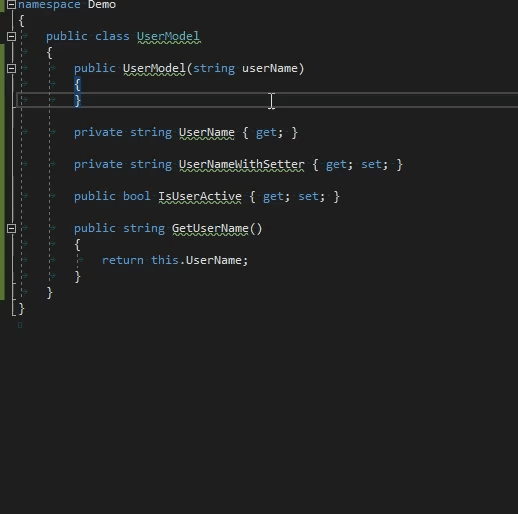 namespace Demo
{
public class UserModel
{
public UserModel(string userName)
{
}
private string UserName { get; }
private string UserNameWithSetter { get; set; }
public bool IsUserActive { get; set; }
public string GetUserName()
{
return this.UserName;
}
}
}